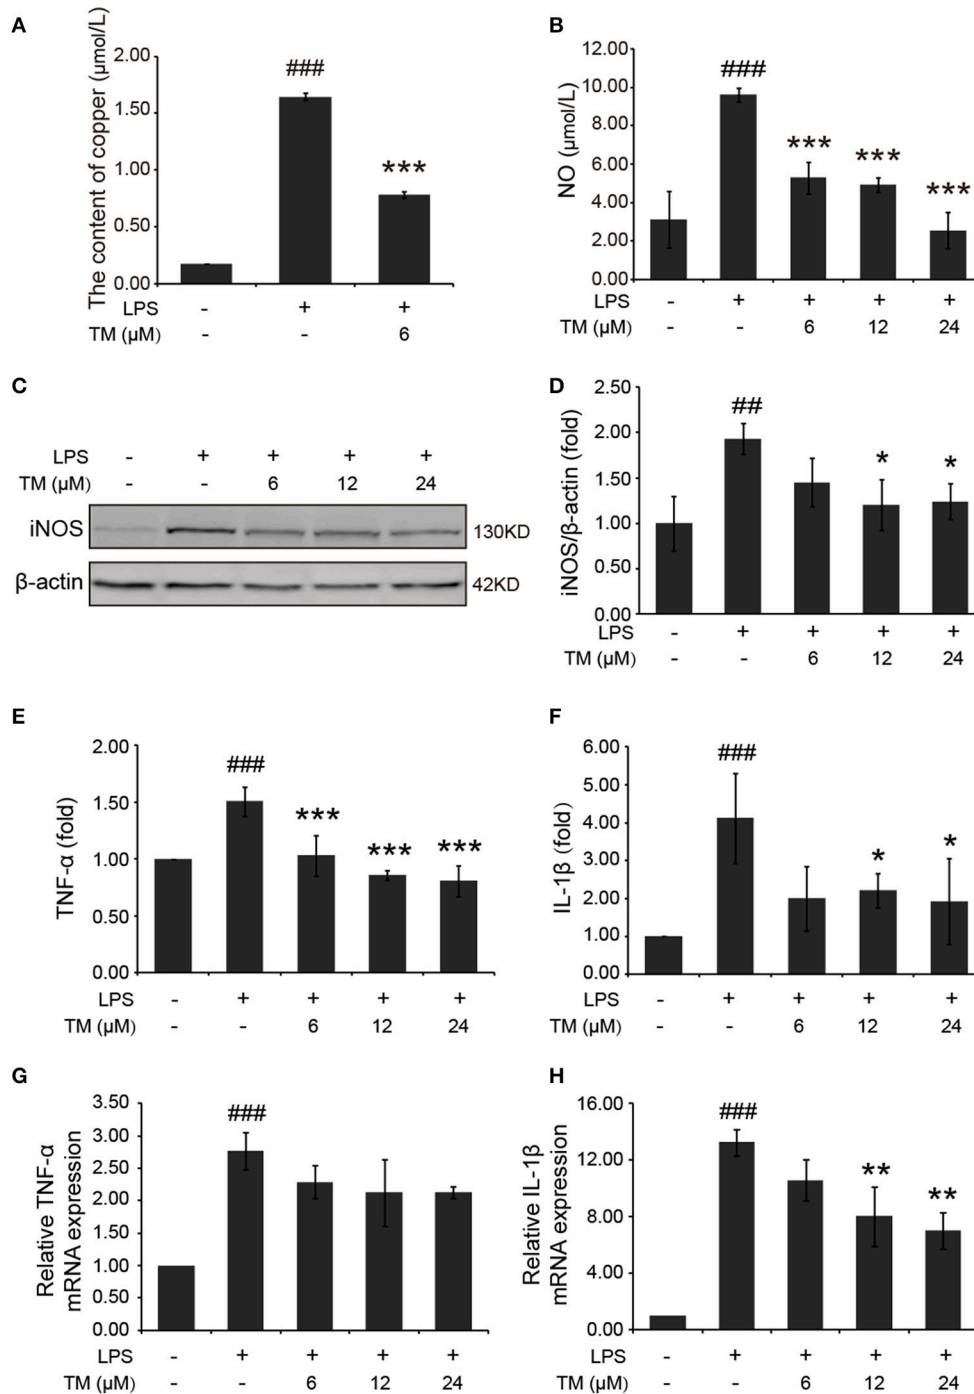 A
The content of copper (μmol/L)
2.00
1.50
1.00
0.50
0.00
###
***
LPS - + +
TM (μM) - - 6
B
NO (μmol/L)
12.00
10.00
8.00
6.00
4.00
2.00
0.00
###
***
***
***
LPS - + + + +
TM (μM) - - 6 12 24
C
LPS - + + + +
TM (μM) - - 6 12 24
iNOS 130KD
β-actin 42KD
D
iNOS/β-actin (fold)
2.50
2.00
1.50
1.00
0.50
0.00
##
*
*
LPS - + + + +
TM (μM) - - 6 12 24
E
TNF-α (fold)
2.00
1.50
1.00
0.50
0.00
###
***
***
***
LPS - + + + +
TM (μM) - - 6 12 24
F
IL-1β (fold)
6.00
5.00
4.00
3.00
2.00
1.00
0.00
###
*
*
LPS - + + + +
TM (μM) - - 6 12 24
G
Relative TNF-α
mRNA expression
3.50
3.00
2.50
2.00
1.50
1.00
0.50
0.00
###
LPS - + + + +
TM (μM) - - 6 12 24
H
Relative IL-1β
mRNA expression
16.00
12.00
8.00
4.00
0.00
###
**
**
LPS - + + + +
TM (μM) - - 6 12 24